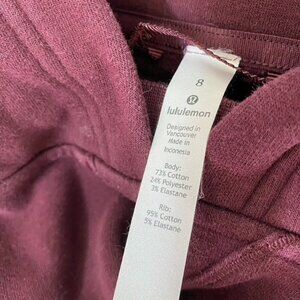 8
lululemon
Designed in
Vancouver
Made in
Indonesia
Body:
73% Cotton
24% Polyester
3% Elastane
Rib:
95% Cotton
5% Elastane